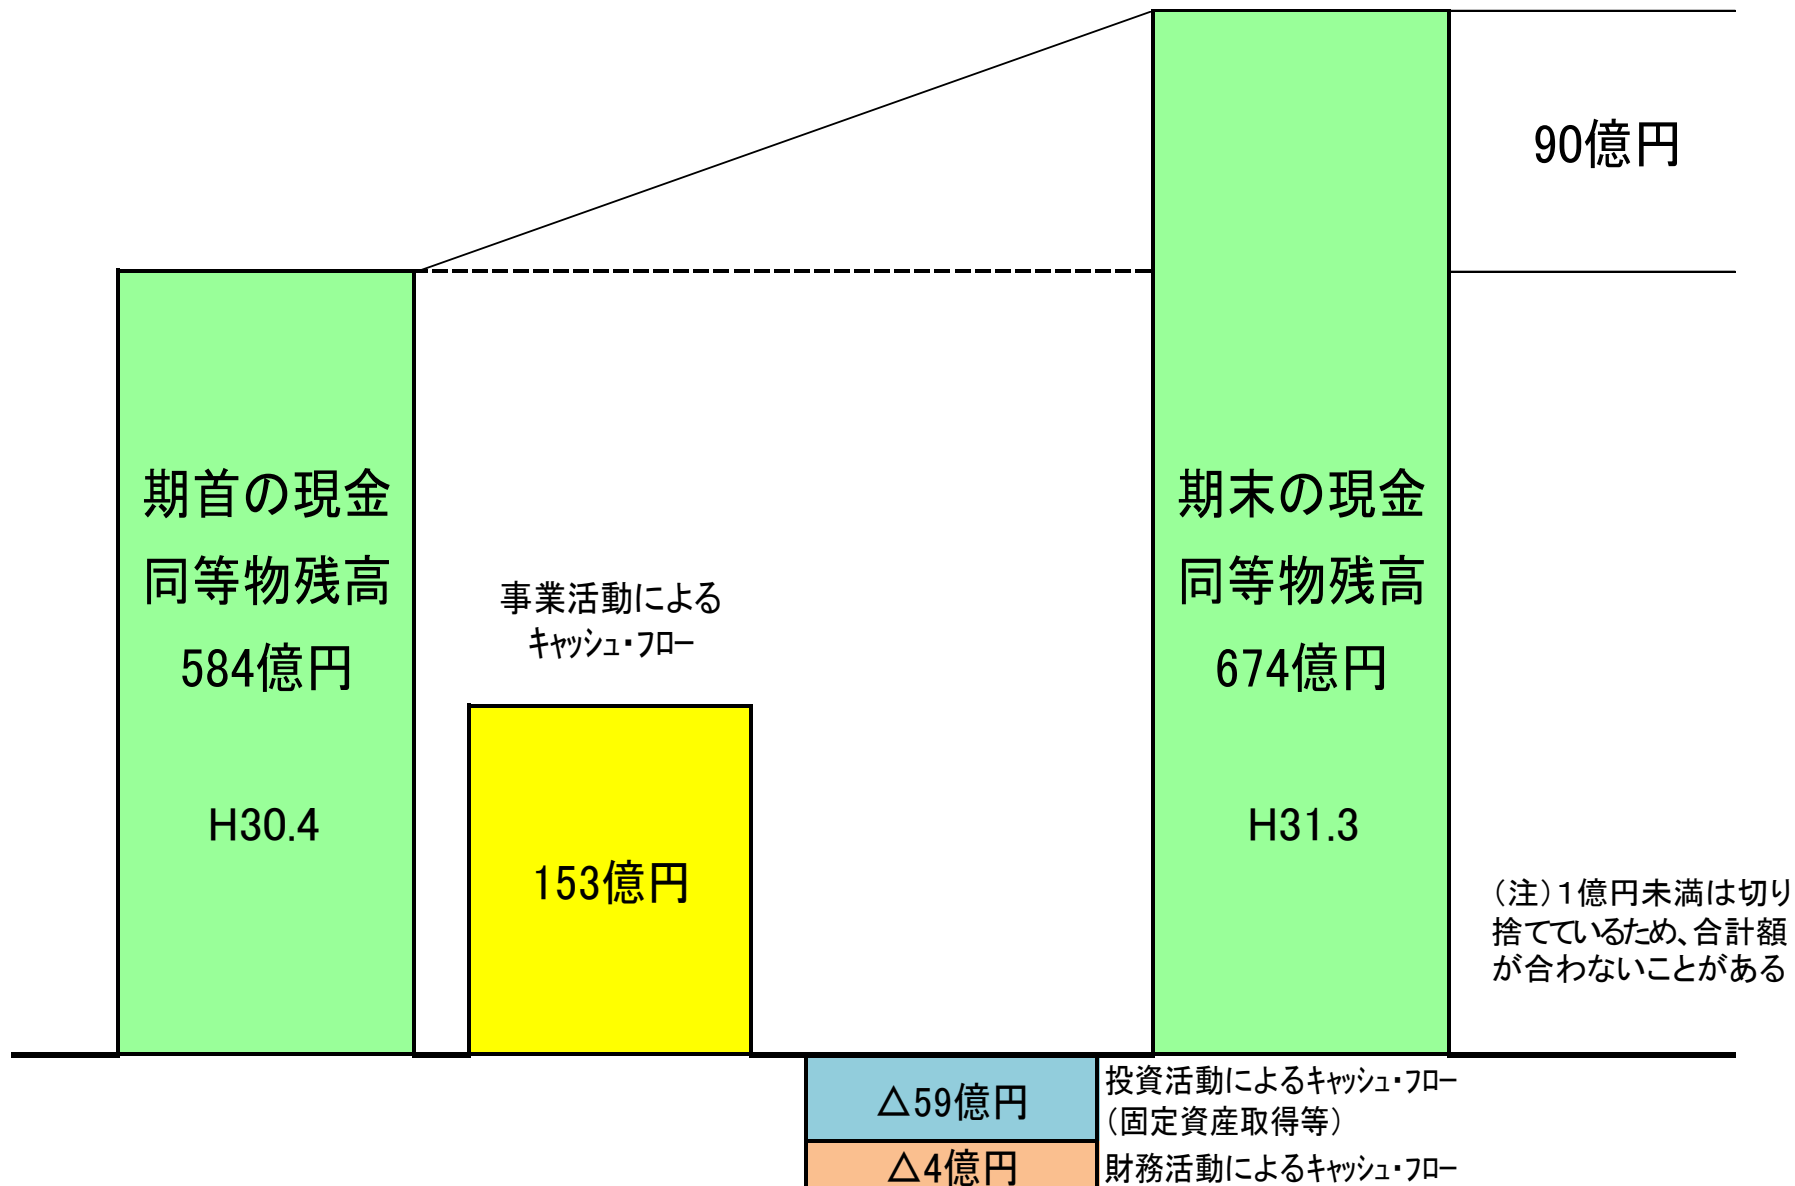 90億円
期首の現金
同等物残高
584億円
H30.4
事業活動による
ｷｬｯｼｭ・ﾌﾛｰ
153億円
期末の現金
同等物残高
674億円
H31.3
（注）１億円未満は切り
捨てているため、合計額
が合わないことがある
△59億円
投資活動によるｷｬｯｼｭ・ﾌﾛｰ
（固定資産取得等）
△4億円
財務活動によるｷｬｯｼｭ・ﾌﾛｰ